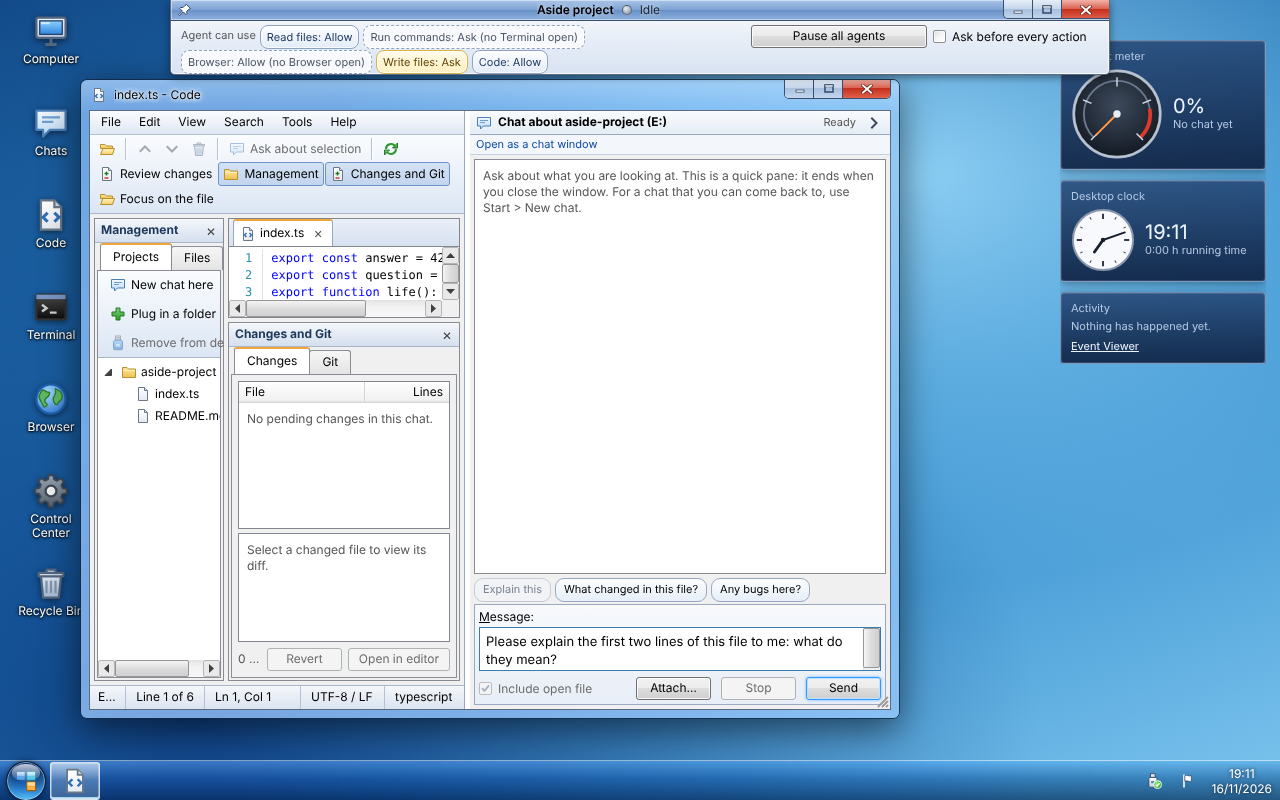 Aside project Idle
Agent can use Read files: Allow Run commands: Ask (no Terminal open)
Browser: Allow (no Browser open) Write files: Ask Code: Allow
Pause all agents Ask before every action
Computer
Chats
Code
Terminal
Browser
Control
Center
Recycle Bin
index.ts - Code
File Edit View Search Tools Help
Ask about selection
Review changes Management Changes and Git
Focus on the file
Management
Projects Files
New chat here
Plug in a folder
Remove from de
aside-project
index.ts
README.m
index.ts
1 export const answer = 42
2 export const question =
3 export function life():
Changes and Git
Changes Git
File Lines
No pending changes in this chat.
Select a changed file to view its
diff.
0 ... Revert Open in editor
E... Line 1 of 6 Ln 1, Col 1 UTF-8 / LF typescript
Chat about aside-project (E:) Ready
Open as a chat window
Ask about what you are looking at. This is a quick pane: it ends when
you close the window. For a chat that you can come back to, use
Start > New chat.
Explain this What changed in this file? Any bugs here?
Message:
Please explain the first two lines of this file to me: what do
they mean?
Include open file Attach... Stop Send
meter
0%
No chat yet
Desktop clock
19:11
0:00 h running time
Activity
Nothing has happened yet.
Event Viewer
19:11
16/11/2026